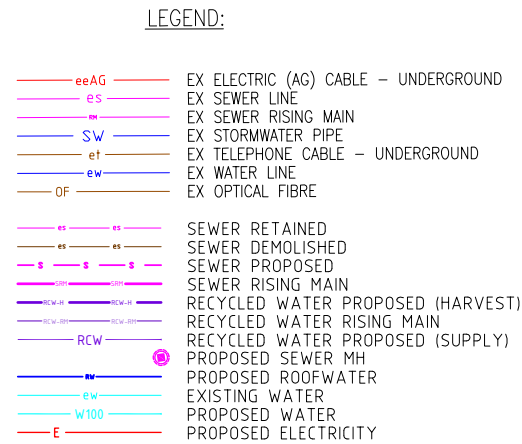 LEGEND:
eeAG EX ELECTRIC (AG) CABLE – UNDERGROUND
es EX SEWER LINE
RM EX SEWER RISING MAIN
SW EX STORMWATER PIPE
et EX TELEPHONE CABLE – UNDERGROUND
ew EX WATER LINE
OF EX OPTICAL FIBRE
es es SEWER RETAINED
es es SEWER DEMOLISHED
S S S SEWER PROPOSED
SRM SRM SEWER RISING MAIN
RCW-H RCW-H RECYCLED WATER PROPOSED (HARVEST)
RCW-RM RCW-RM RECYCLED WATER RISING MAIN
RCW RECYCLED WATER PROPOSED (SUPPLY)
PROPOSED SEWER MH
RW PROPOSED ROOFWATER
ew EXISTING WATER
W100 PROPOSED WATER
E PROPOSED ELECTRICITY